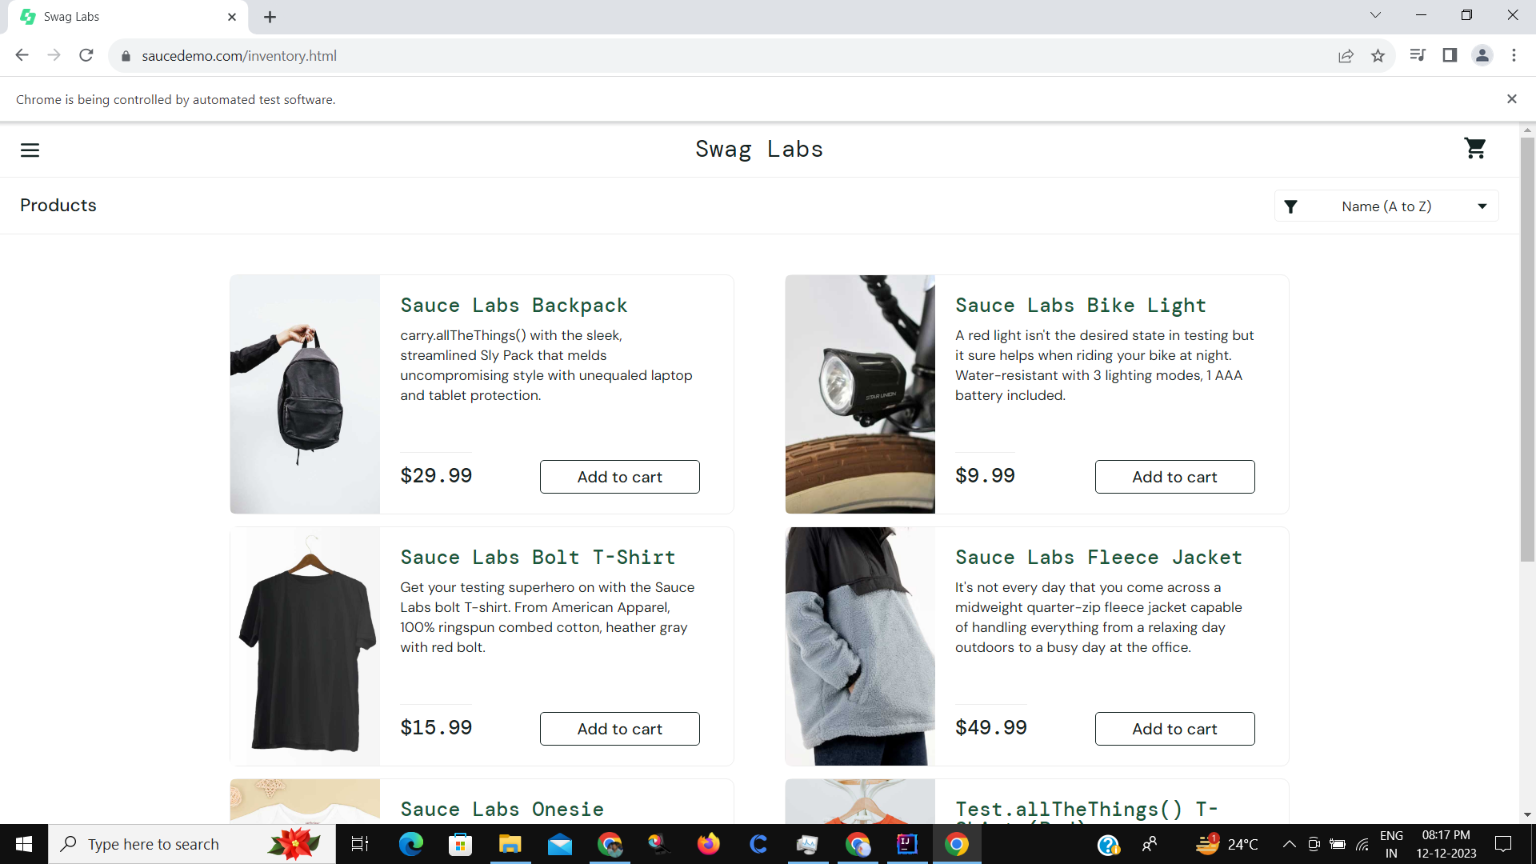 Swag Labs
saucedemo.com/inventory.html
Chrome is being controlled by automated test software.
Swag Labs
Products
Name (A to Z)
Sauce Labs Backpack
carry.allTheThings() with the sleek,
streamlined Sly Pack that melds
uncompromising style with unequaled laptop
and tablet protection.
$29.99
Add to cart
Sauce Labs Bike Light
A red light isn't the desired state in testing but
it sure helps when riding your bike at night.
Water-resistant with 3 lighting modes, 1 AAA
battery included.
$9.99
Add to cart
STAR UNION
Sauce Labs Bolt T-Shirt
Get your testing superhero on with the Sauce
Labs bolt T-shirt. From American Apparel,
100% ringspun combed cotton, heather gray
with red bolt.
$15.99
Add to cart
Sauce Labs Fleece Jacket
It's not every day that you come across a
midweight quarter-zip fleece jacket capable
of handling everything from a relaxing day
outdoors to a busy day at the office.
$49.99
Add to cart
Sauce Labs Onesie
Test.allTheThings() T-
Type here to search
1
24°C
ENG
IN
08:17 PM
12-12-2023